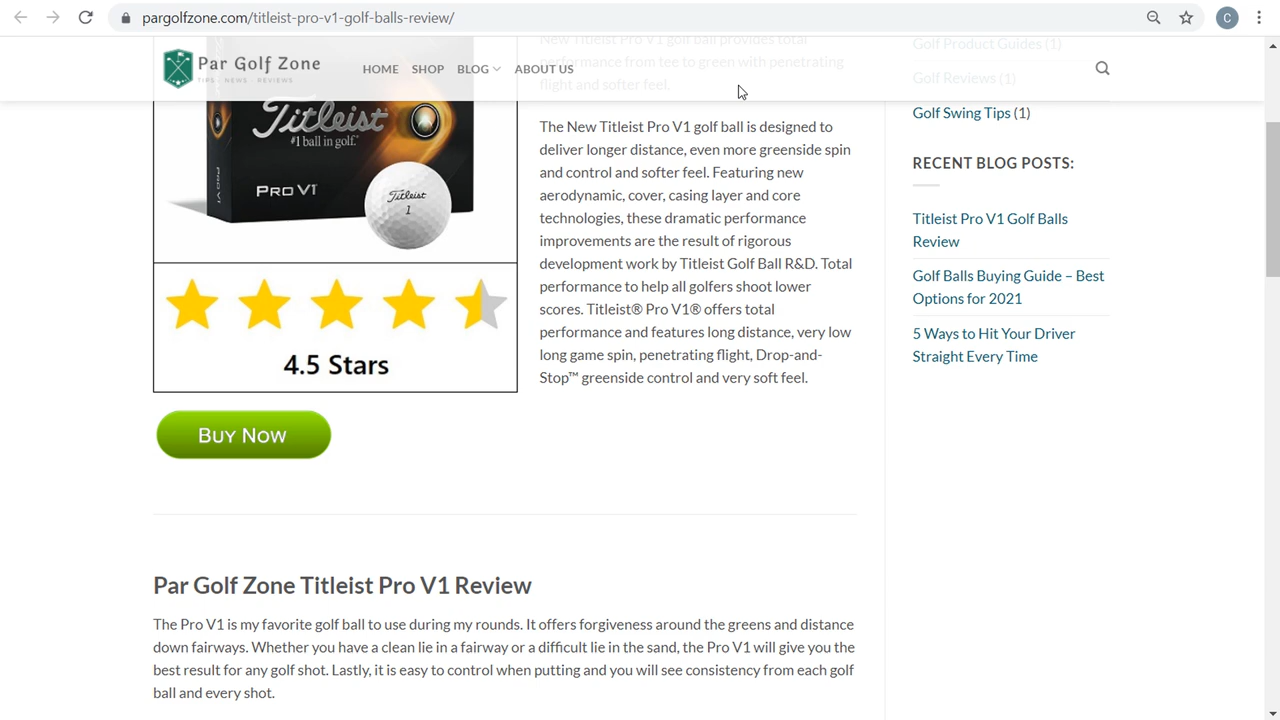 pargolfzone.com/titleist-pro-v1-golf-balls-review/
C
Par Golf Zone
TIPS - NEWS - REVIEWS
HOME
SHOP
BLOG
ABOUT US
New Titleist Pro V1 golf ball provides total
performance from tee to green with penetrating
flight and softer feel.
Titleist
#1 ball in golf.™
PRO V1
PRO V1
Titleist
1
4.5 Stars
Buy Now
The New Titleist Pro V1 golf ball is designed to
deliver longer distance, even more greenside spin
and control and softer feel. Featuring new
aerodynamic, cover, casing layer and core
technologies, these dramatic performance
improvements are the result of rigorous
development work by Titleist Golf Ball R&D. Total
performance to help all golfers shoot lower
scores. Titleist® Pro V1® offers total
performance and features long distance, very low
long game spin, penetrating flight, Drop-and-
Stop™ greenside control and very soft feel.
Par Golf Zone Titleist Pro V1 Review
The Pro V1 is my favorite golf ball to use during my rounds. It offers forgiveness around the greens and distance
down fairways. Whether you have a clean lie in a fairway or a difficult lie in the sand, the Pro V1 will give you the
best result for any golf shot. Lastly, it is easy to control when putting and you will see consistency from each golf
ball and every shot.
Golf Product Guides (1)
Golf Reviews (1)
Golf Swing Tips (1)
RECENT BLOG POSTS:
Titleist Pro V1 Golf Balls
Review
Golf Balls Buying Guide – Best
Options for 2021
5 Ways to Hit Your Driver
Straight Every Time